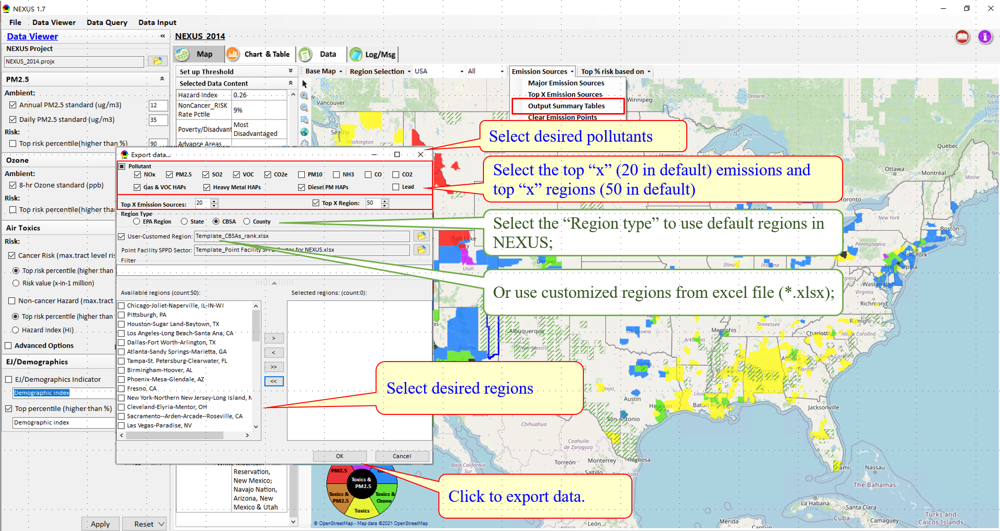 NEXUS 1.7
File Data Viewer Data Query Data Input
Data Viewer «
NEXUS_2014
NEXUS Project
NEXUS_2014.projx
Map Chart & Table Data Log/Msg
PM2.5
Ambient:
Annual PM2.5 standard (ug/m3) 12
Daily PM2.5 standard (ug/m3) 35
Risk:
Top risk percentile(higher than %) 90
Ozone
Ambient:
8-hr Ozone standard (ppb)
Risk:
Top risk percentile(higher tha
Air Toxics
Risk:
Cancer Risk (max.tract level ris
Top risk percentile (higher than
Risk value (x-in-1 million)
Non-cancer Hazard (max.tract
Top risk percentile (higher than
Hazard Index (HI)
Advanced Options
EJ/Demographics
EJ/Demographics Indicator
Demographic index
Top percentile (higher than %)
Demographic index
Apply Reset
Set up Threshold
Selected Data Content
Hazard Index 0.26
NonCancer_RISK
Rate Pctile
9%
Poverty/Disadvant
Most
Disadvantaged
Advance Areas
Reservation,
New Mexico;
Navajo Nation,
Arizona, New
Mexico & Utah
Base Map Region Selection USA All Emission Sources Top % risk based on
Major Emission Sources
Top X Emission Sources
Output Summary Tables
Clear Emission Points
Export data...
Pollutant
NOx PM2.5 SO2 VOC CO2e PM10 NH3 CO CO2
Gas & VOC HAPs Heavy Metal HAPs Diesel PM HAPs Lead
Top X Emission Sources: 20 Top X Region: 50
Region Type
EPA Region State CBSA County
User-Customed Region: Template_CBSAs_rank.xlsx
Point Facility SPPD Sector: Template_Point Facility SPPD Sector for NEXUS.xlsx
Filter
Available regions (count:50):
Selected regions: (count:0):
Chicago-Joliet-Naperville, IL-IN-WI
Pittsburgh, PA
Houston-Sugar Land-Baytown, TX
Los Angeles-Long Beach-Santa Ana, CA
Dallas-Fort Worth-Arlington, TX
Atlanta-Sandy Springs-Marietta, GA
Tampa-St. Petersburg-Clearwater, FL
Birmingham-Hoover, AL
Phoenix-Mesa-Glendale, AZ
Fresno, CA
New York-Northern New Jersey-Long Island, N
Cleveland-Elyria-Mentor, OH
Sacramento--Arden-Arcade--Roseville, CA
Las Vegas-Paradise, NV
>
<
>>
<<
OK Cancel
Select desired pollutants
Select the top “x” (20 in default) emissions and
top “x” regions (50 in default)
Select the “Region type” to use default regions in
NEXUS;
Or use customized regions from excel file (*.xlsx);
Select desired regions
Click to export data.
Vancouver
Seattle
Washington
Winnipeg
Ontario
Lake Superior
Québec
Ottawa
Montréal
Maine
Toronto
New York
Boston
Pennsylvania
New York
Philadelphia
Washington
Virginia
Richmond
Salt Lake
City
Utah
Denver
Illinois
Indiana
Arizona
Albuquerque
New Mexico
Oklahoma
Arkansas
Memphis
Tennessee
Raleigh
Charlotte
North Carolina
South Carolina
Atlanta
Georgia
Dallas
Texas
Austin
Houston
San Antonio
Baton Rouge
Jacksonville
Florida
Miami
Chihuahua
Coahuila
de Zaragoza
Torreón
Monterrey
Reynosa
Saltillo
Tamaulipas
Baja California
Sur
León
Nassau
The Bahamas
La Habana
Santa Clara
Cuba
Camagüey
Turks and
Caicos Islands
Mérida
Cancún
PM2.5
Toxics &
PM2.5
Toxics &
PM2.5
Toxics &
Ozone
Toxics
© OpenStreetMap - Map data ©2021 OpenStreetMap